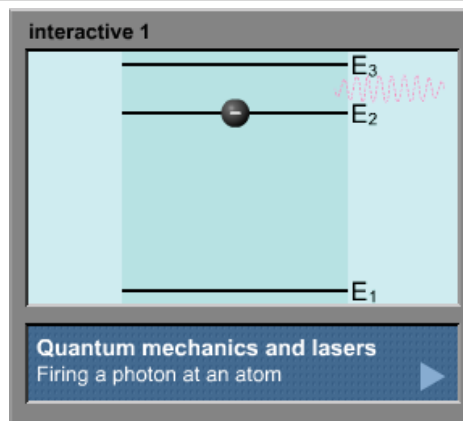 interactive 1
E₃
E₂
E₁
Quantum mechanics and lasers
Firing a photon at an atom